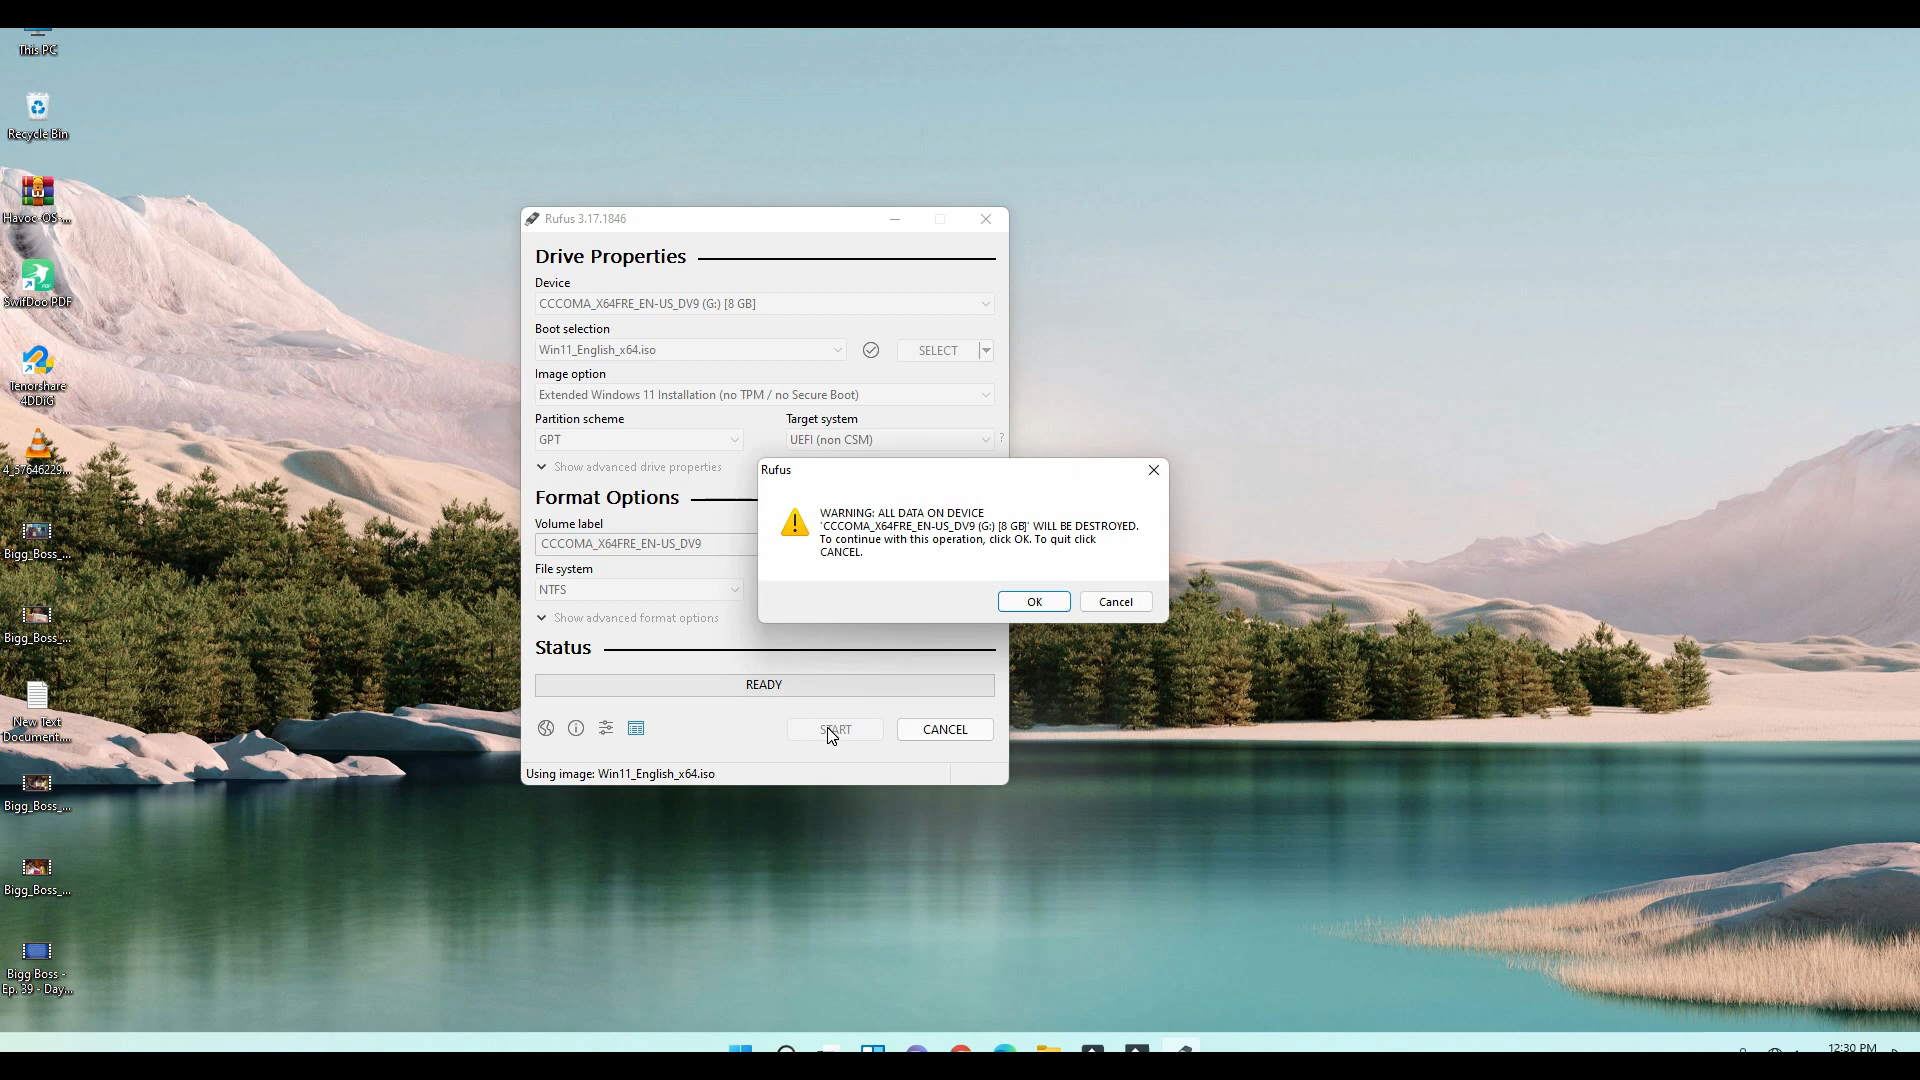 This PC
Recycle Bin
Havoc-OS-...
SwifDoo PDF
Tenorshare
4DDiG
4_57646229...
Bigg_Boss_...
Bigg_Boss_...
New Text
Document....
Bigg_Boss_...
Bigg_Boss_...
Bigg Boss -
Ep. 39 - Day...
Rufus 3.17.1846
Drive Properties
Device
CCCOMA_X64FRE_EN-US_DV9 (G:) [8 GB]
Boot selection
Win11_English_x64.iso
SELECT
Image option
Extended Windows 11 Installation (no TPM / no Secure Boot)
Partition scheme
Target system
GPT
UEFI (non CSM)
?
Show advanced drive properties
Format Options
Volume label
CCCOMA_X64FRE_EN-US_DV9
File system
NTFS
Show advanced format options
Status
READY
START
CANCEL
Using image: Win11_English_x64.iso
Rufus
WARNING: ALL DATA ON DEVICE
'CCCOMA_X64FRE_EN-US_DV9 (G:) [8 GB]' WILL BE DESTROYED.
To continue with this operation, click OK. To quit click
CANCEL.
OK
Cancel
12:30 PM